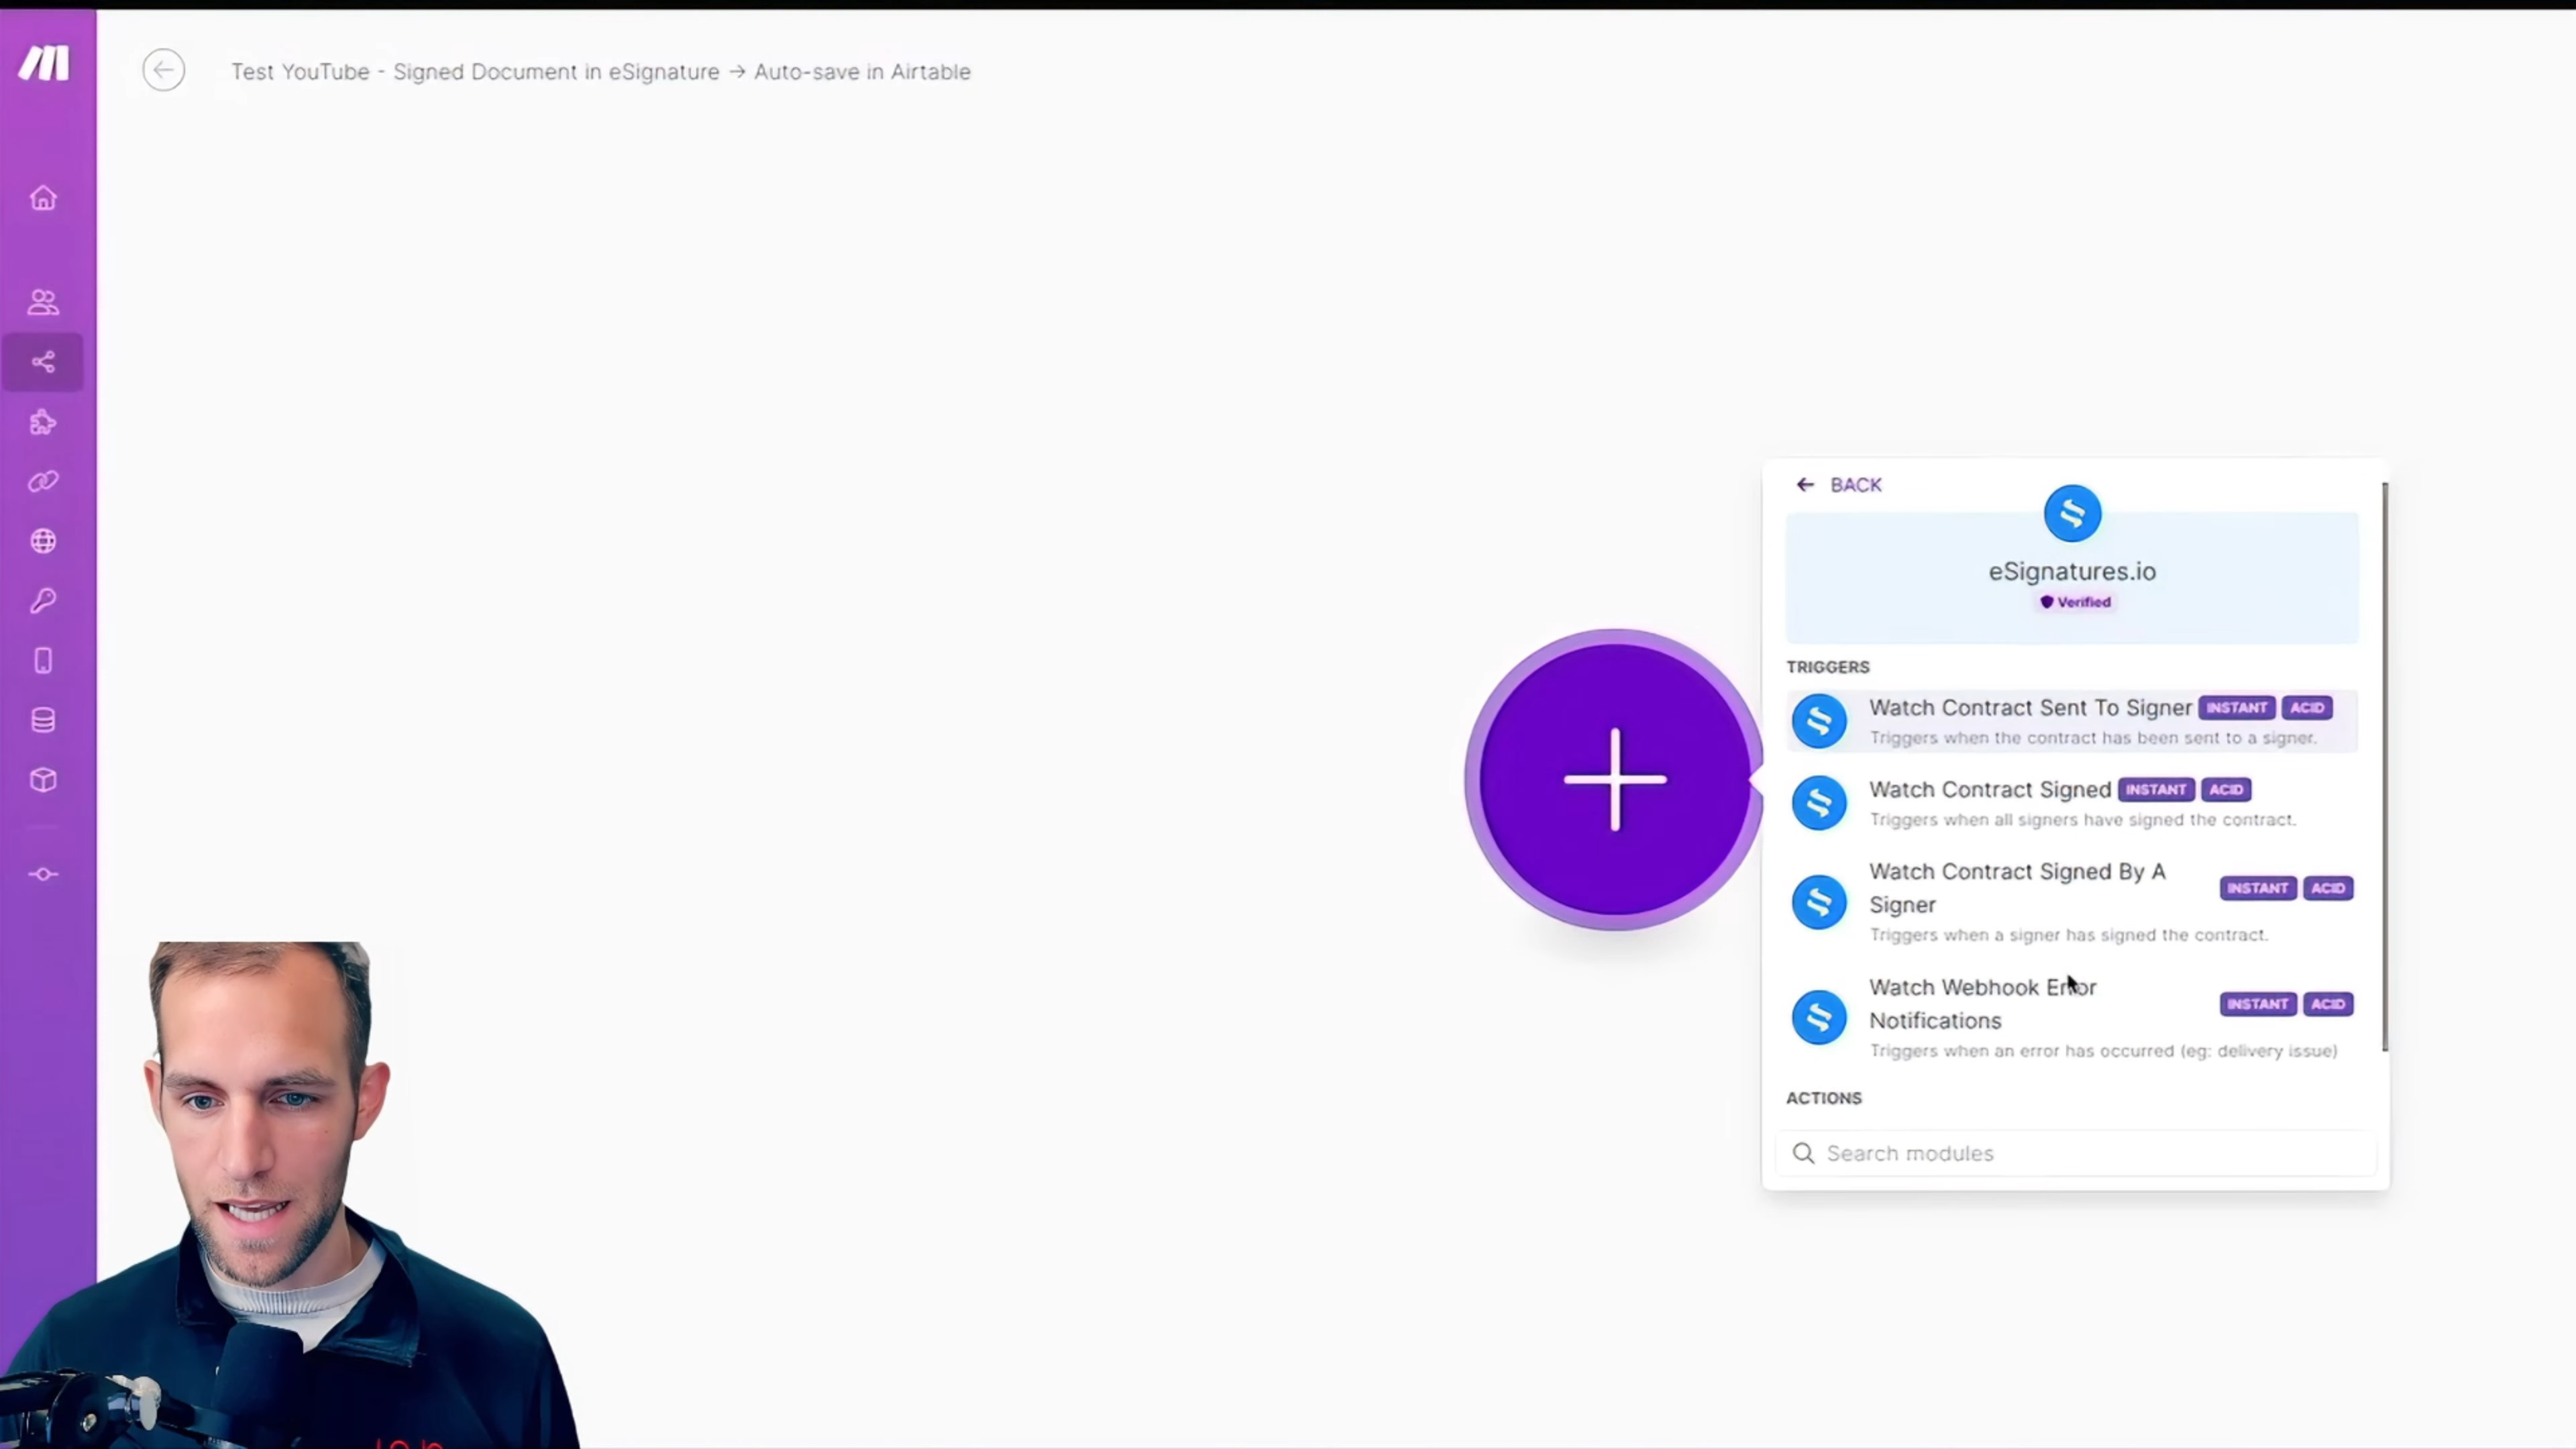 Test YouTube - Signed Document in eSignature → Auto-save in Airtable
← BACK
eSignatures.io
Verified
TRIGGERS
Watch Contract Sent To Signer INSTANT ACID
Triggers when the contract has been sent to a signer.
Watch Contract Signed INSTANT ACID
Triggers when all signers have signed the contract.
Watch Contract Signed By A
Signer
INSTANT ACID
Triggers when a signer has signed the contract.
Watch Webhook Error
Notifications
INSTANT ACID
Triggers when an error has occurred (eg: delivery issue)
ACTIONS
Search modules